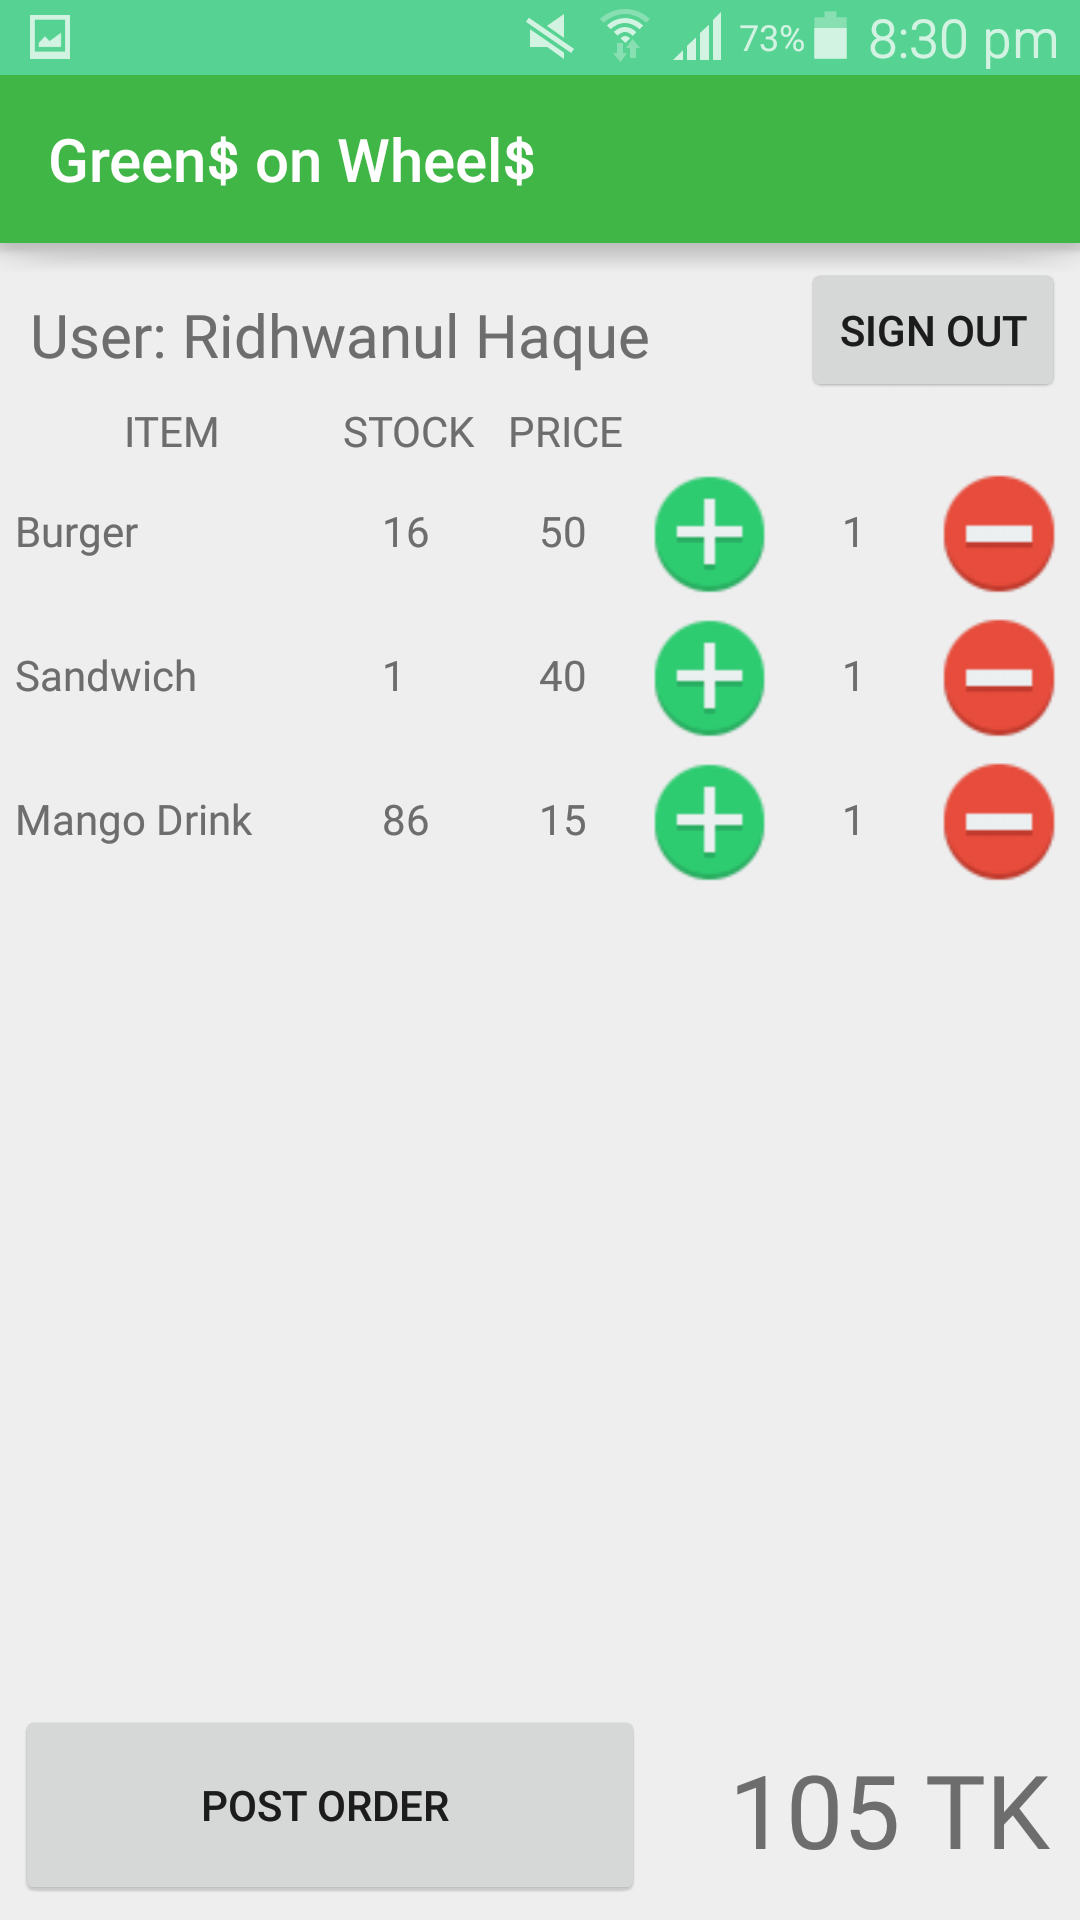 73% 8:30 pm
Green$ on Wheel$
User: Ridhwanul Haque SIGN OUT
ITEM STOCK PRICE
Burger 16 50 1
Sandwich 1 40 1
Mango Drink 86 15 1
POST ORDER 105 TK